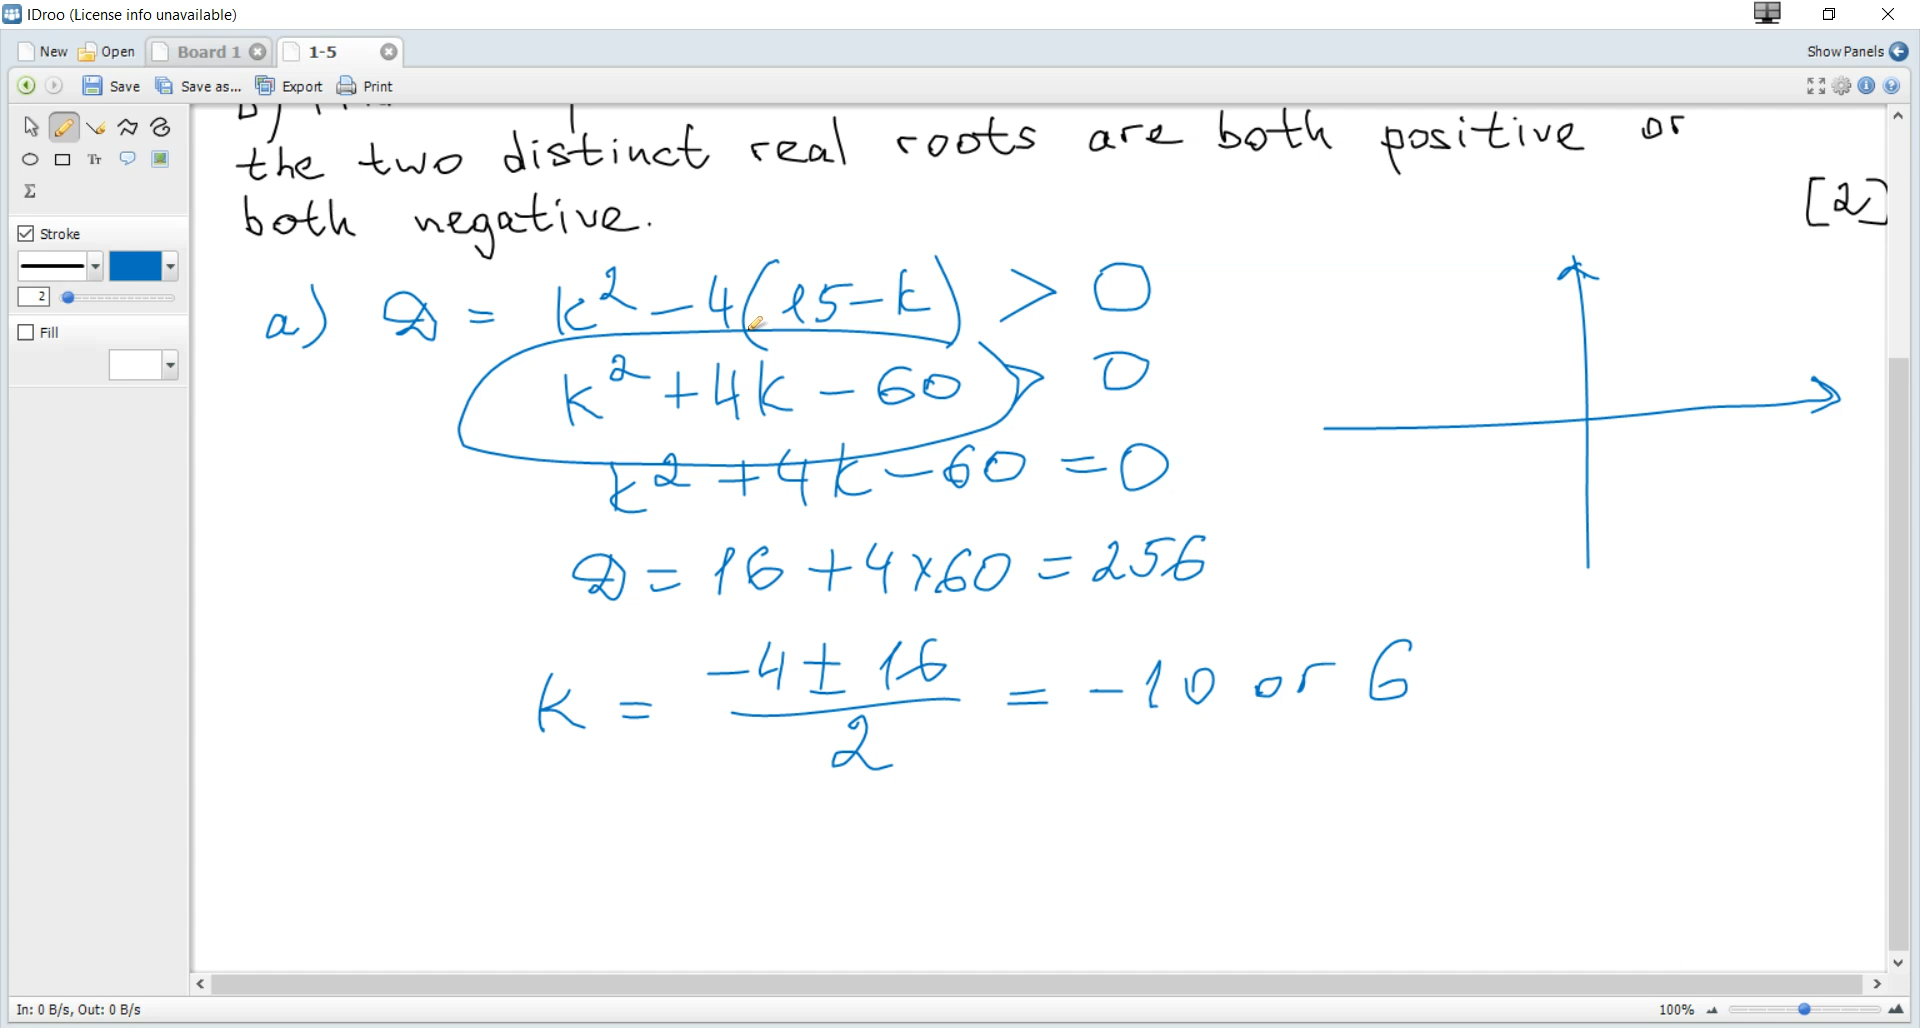 IDroo (License info unavailable)
New Open Board 1 1-5 Show Panels
Save Save as... Export Print
the two distinct real roots are both positive or
both negative. [2]
a) D = k² - 4(15 - k) > 0
k² + 4k - 60 > 0
k² + 4k - 60 = 0
D = 16 + 4×60 = 256
k = (-4 ± 16)/2 = -10 or 6
Tr
Σ
Stroke
2
Fill
In: 0 B/s, Out: 0 B/s 100%